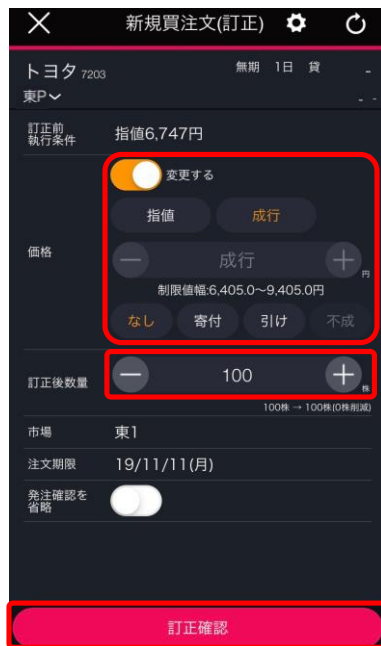 新規買注文(訂正)
トヨタ 7203 無期 1日 貸 -
東P - -
訂正前
執行条件
指値6,747円
変更する
指値 成行
価格
成行 円
制限値幅:6,405.0～9,405.0円
なし 寄付 引け 不成
訂正後数量 100 株
100株 → 100株(0株削減)
市場 東1
注文期限 19/11/11(月)
発注確認を
省略
訂正確認